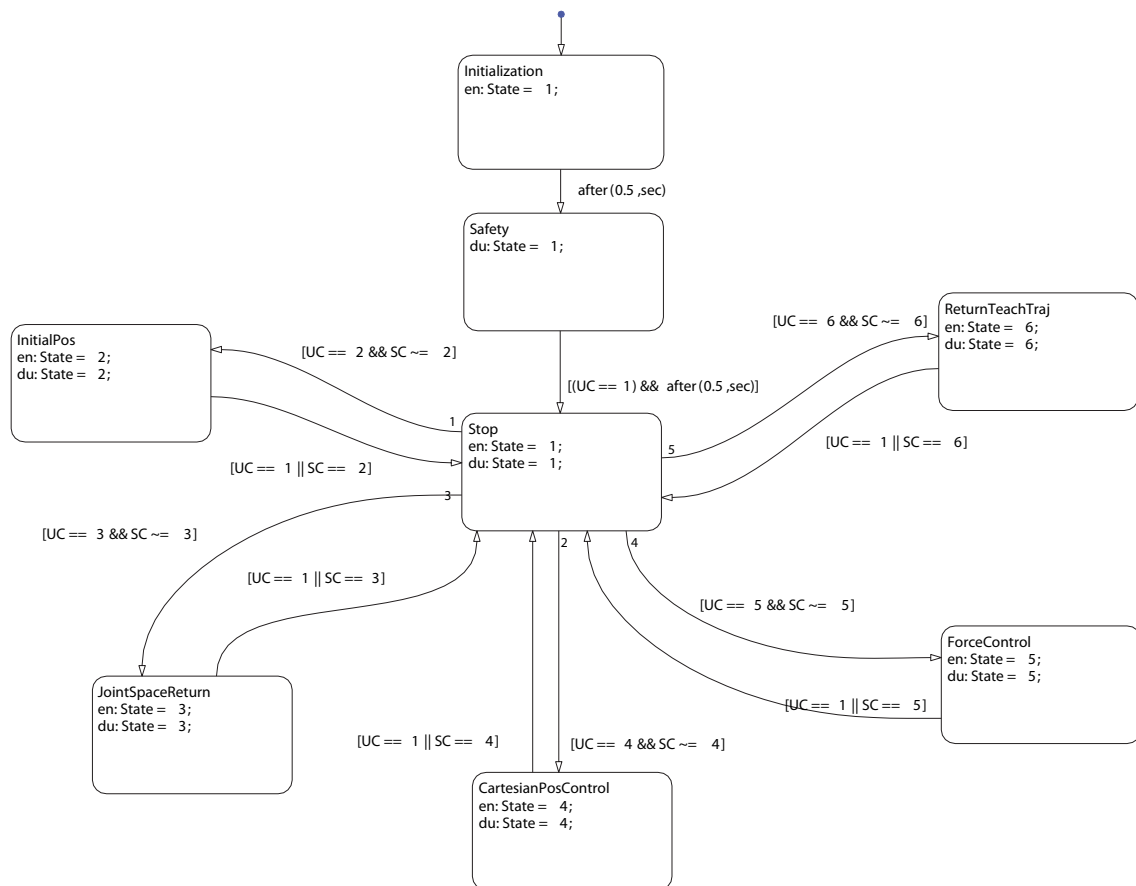 Initialization
en: State = 1;
after(0.5 ,sec)
Safety
du: State = 1;
[(UC == 1) && after(0.5 ,sec)]
InitialPos
en: State = 2;
du: State = 2;
[UC == 2 && SC ~= 2]
[UC == 1 || SC == 2]
ReturnTeachTraj
en: State = 6;
du: State = 6;
[UC == 6 && SC ~= 6]
[UC == 1 || SC == 6]
1
Stop
en: State = 1;
du: State = 1;
5
3
2
4
[UC == 3 && SC ~= 3]
[UC == 1 || SC == 3]
JointSpaceReturn
en: State = 3;
du: State = 3;
[UC == 1 || SC == 4]
[UC == 4 && SC ~= 4]
CartesianPosControl
en: State = 4;
du: State = 4;
[UC == 5 && SC ~= 5]
[UC == 1 || SC == 5]
ForceControl
en: State = 5;
du: State = 5;